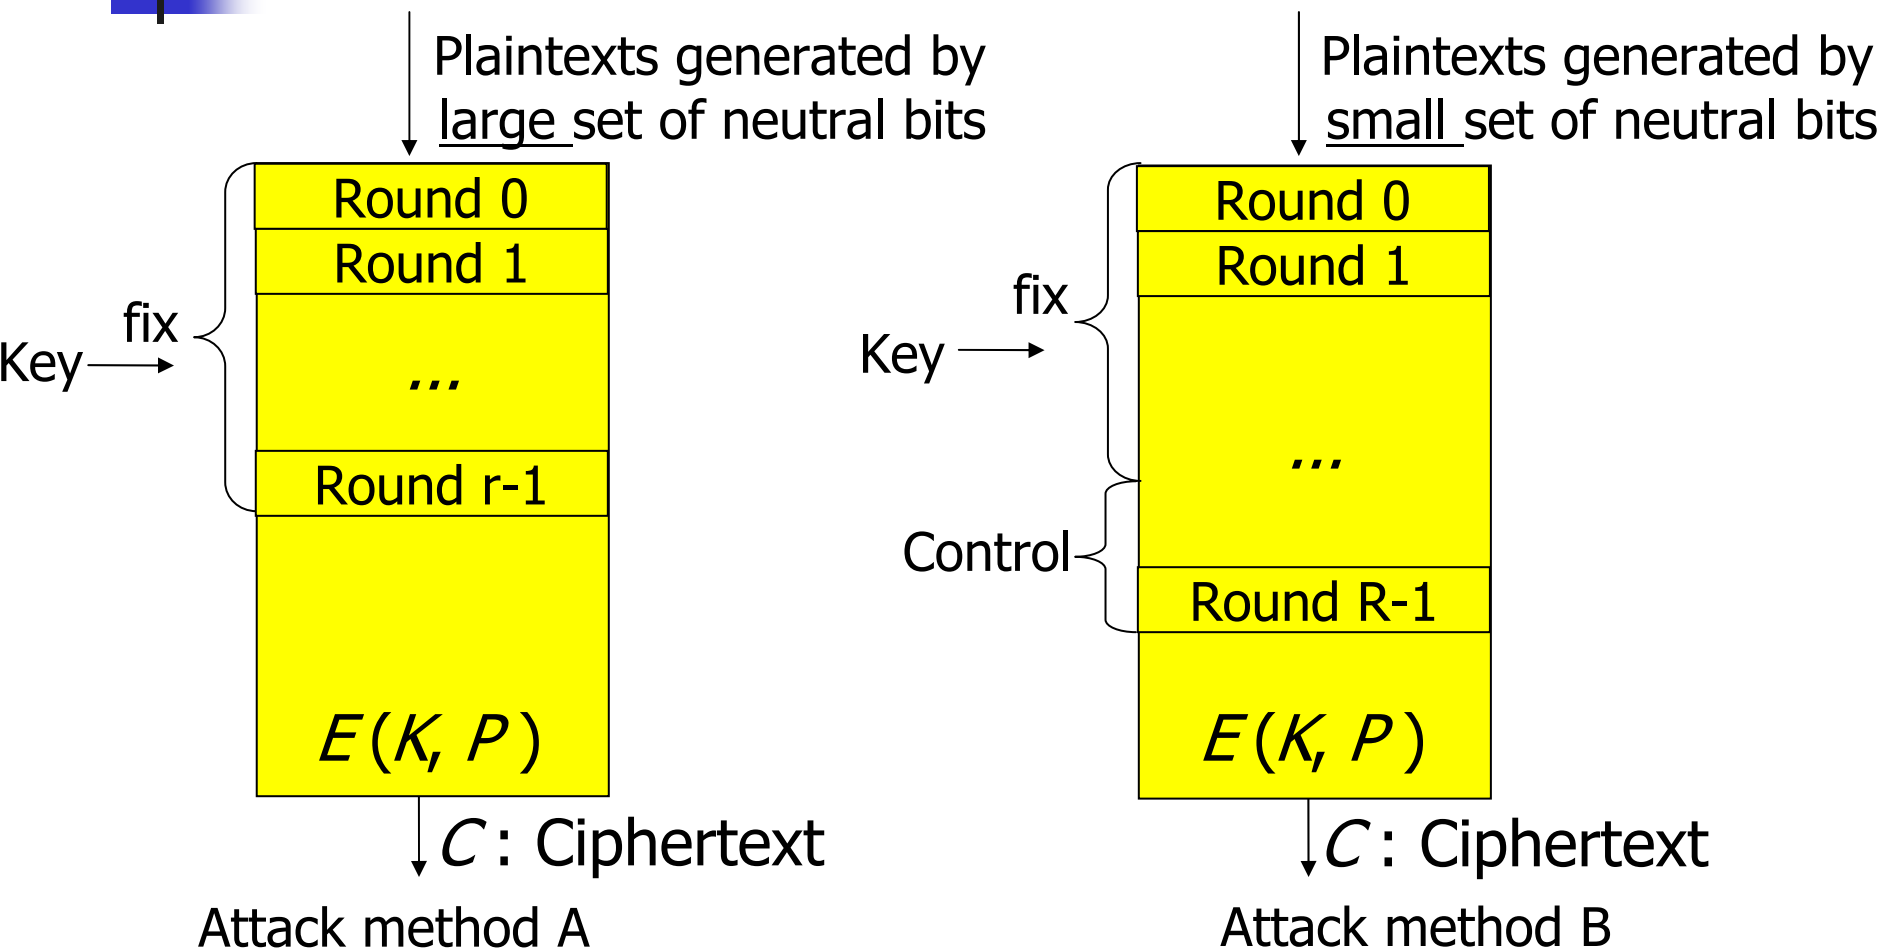 Plaintexts generated by
large set of neutral bits
Round 0
Round 1
fix
Key
...
Round r-1
E (K, P )
C : Ciphertext
Attack method A
Plaintexts generated by
small set of neutral bits
Round 0
Round 1
fix
Key
...
Control
Round R-1
E (K, P )
C : Ciphertext
Attack method B